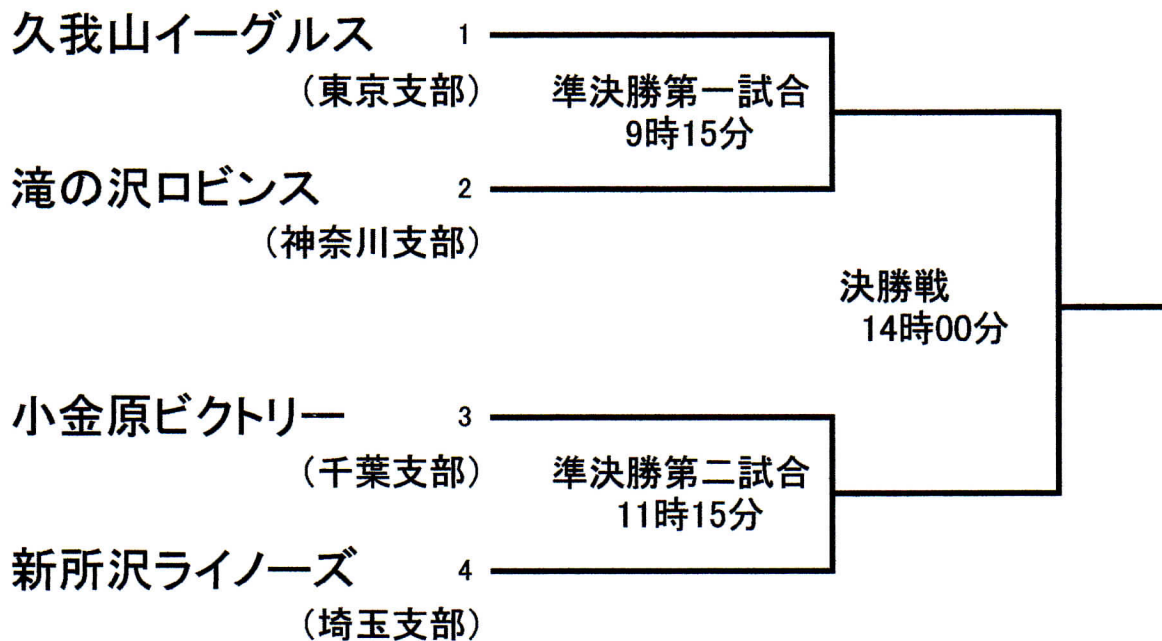 久我山イーグルス 1
(東京支部)
準決勝第一試合
9時15分
滝の沢ロビンス 2
(神奈川支部)
決勝戦
14時00分
小金原ビクトリー 3
(千葉支部)
準決勝第二試合
11時15分
新所沢ライノーズ 4
(埼玉支部)